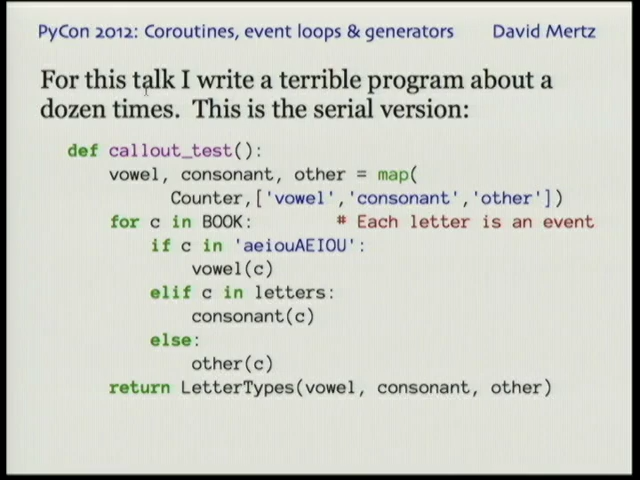 PyCon 2012: Coroutines, event loops & generators David Mertz
For this talk I write a terrible program about a
dozen times. This is the serial version:
def callout_test():
    vowel, consonant, other = map(
          Counter,['vowel','consonant','other'])
    for c in BOOK:        # Each letter is an event
        if c in 'aeiouAEIOU':
            vowel(c)
        elif c in letters:
            consonant(c)
        else:
            other(c)
    return LetterTypes(vowel, consonant, other)